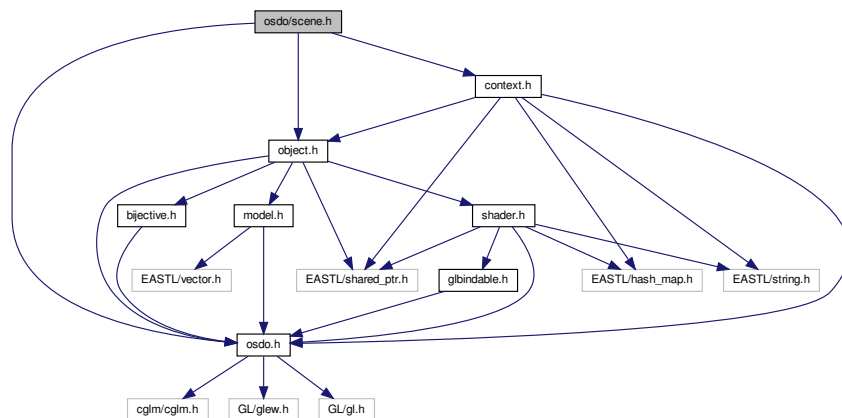 osdo/scene.h
context.h
object.h
bijective.h
model.h
shader.h
EASTL/vector.h
EASTL/shared_ptr.h
glbindable.h
EASTL/hash_map.h
EASTL/string.h
osdo.h
cglm/cglm.h
GL/glew.h
GL/gl.h